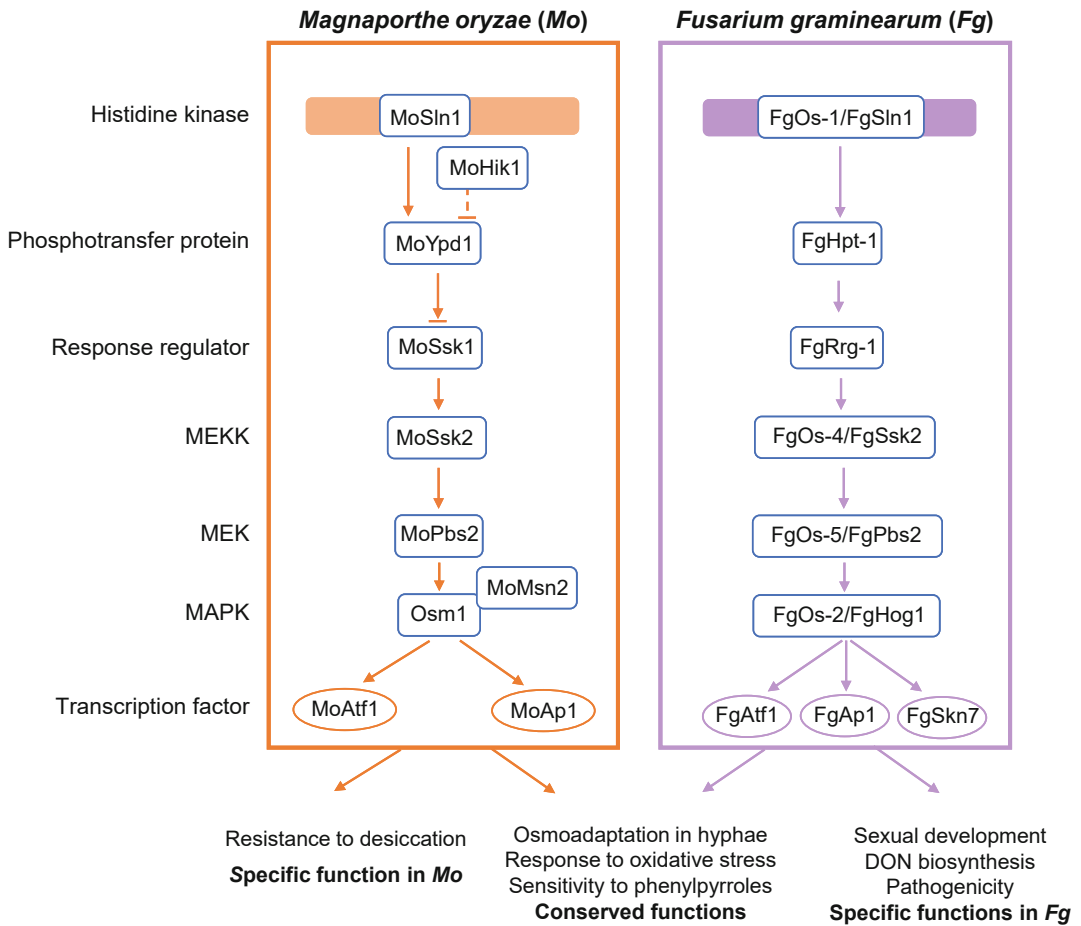 Magnaporthe oryzae (Mo)
Fusarium graminearum (Fg)
Histidine kinase
MoSln1
FgOs-1/FgSln1
MoHik1
Phosphotransfer protein
MoYpd1
FgHpt-1
Response regulator
MoSsk1
FgRrg-1
MEKK
MoSsk2
FgOs-4/FgSsk2
MEK
MoPbs2
FgOs-5/FgPbs2
MoMsn2
MAPK
Osm1
FgOs-2/FgHog1
Transcription factor
MoAtf1
MoAp1
FgAtf1
FgAp1
FgSkn7
Resistance to desiccation
Specific function in Mo
Osmoadaptation in hyphae
Response to oxidative stress
Sensitivity to phenylpyrroles
Conserved functions
Sexual development
DON biosynthesis
Pathogenicity
Specific functions in Fg